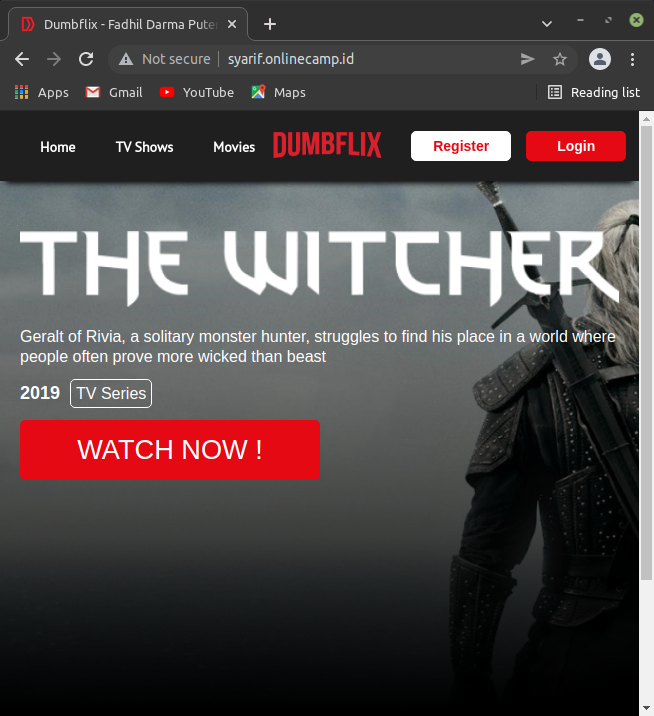 Dumbflix - Fadhil Darma Puter
Not secure
syarif.onlinecamp.id
Apps
Gmail
YouTube
Maps
Reading list
Home
TV Shows
Movies
DUMBFLIX
Register
Login
THE WITCHER
Geralt of Rivia, a solitary monster hunter, struggles to find his place in a world where
people often prove more wicked than beast
2019 TV Series
WATCH NOW !